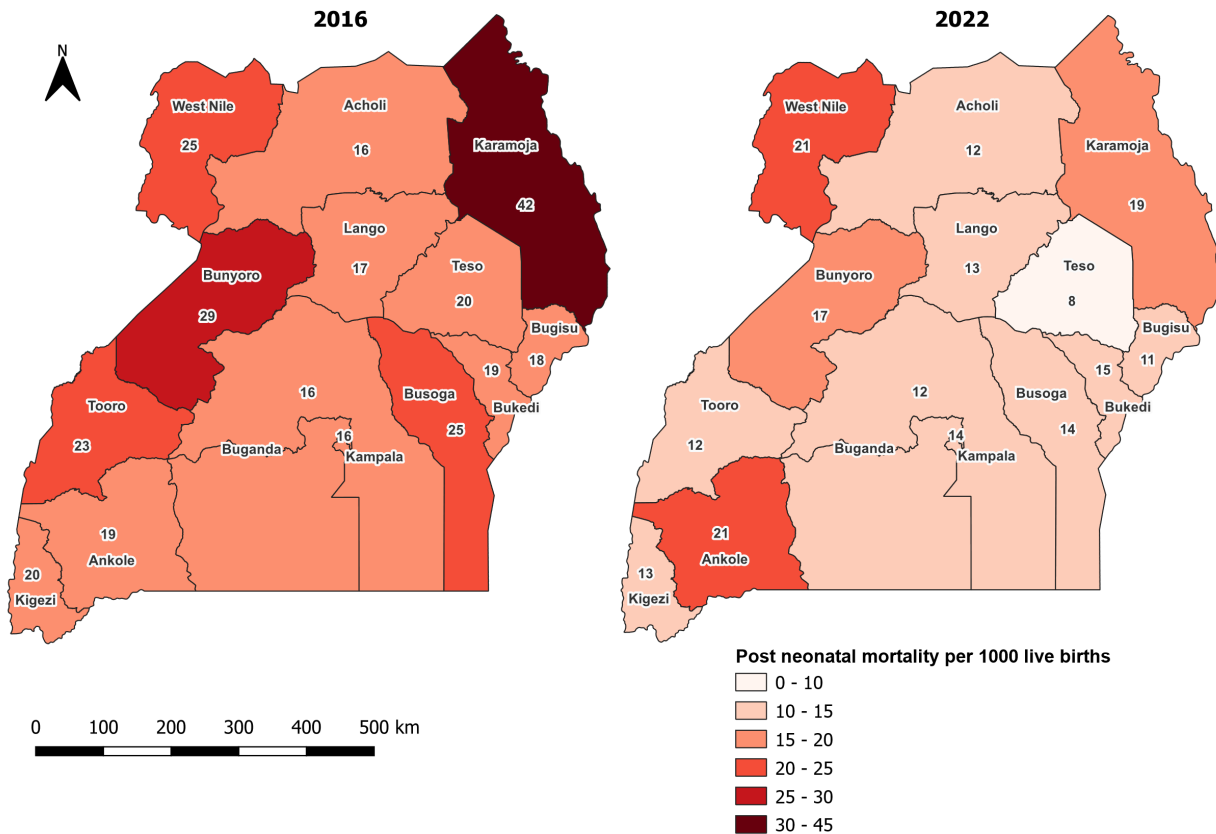 2016
2022
N
West Nile
25
Acholi
16
Karamoja
42
Lango
17
Bunyoro
29
Teso
20
Bugisu
18
19
Bukedi
Busoga
25
16
Tooro
23
Buganda
16
Kampala
19
Ankole
20
Kigezi
West Nile
21
Acholi
12
Karamoja
19
Lango
13
Bunyoro
17
Teso
8
Bugisu
11
15
Bukedi
Busoga
14
12
Tooro
12
Buganda
14
Kampala
21
Ankole
13
Kigezi
Post neonatal mortality per 1000 live births
0 - 10
10 - 15
15 - 20
20 - 25
25 - 30
30 - 45
0 100 200 300 400 500 km